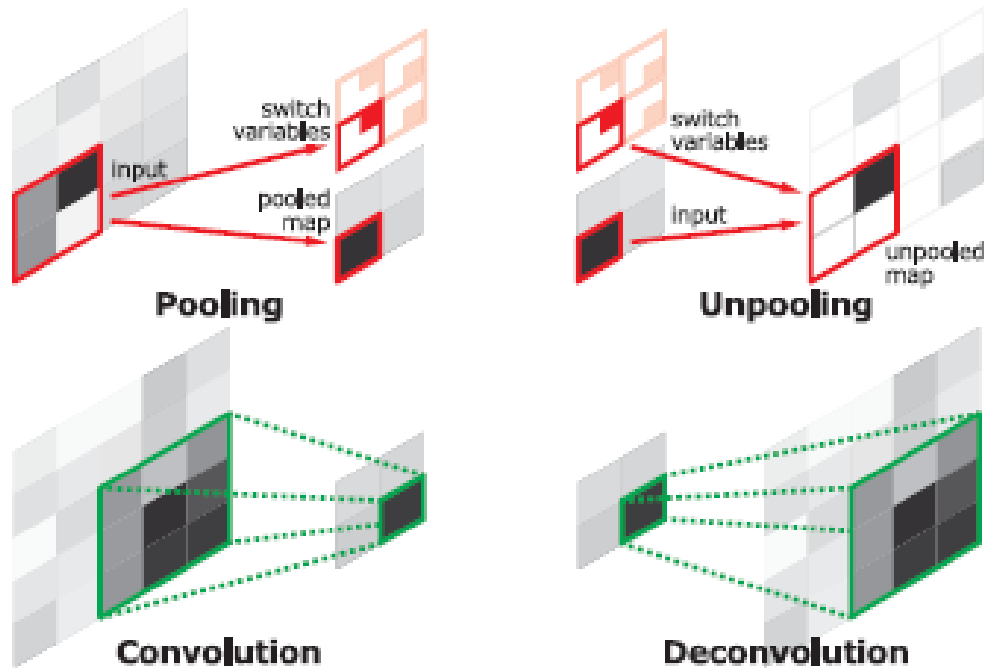 switch
variables
input
pooled
map
Pooling
switch
variables
input
unpooled
map
Unpooling
Convolution
Deconvolution